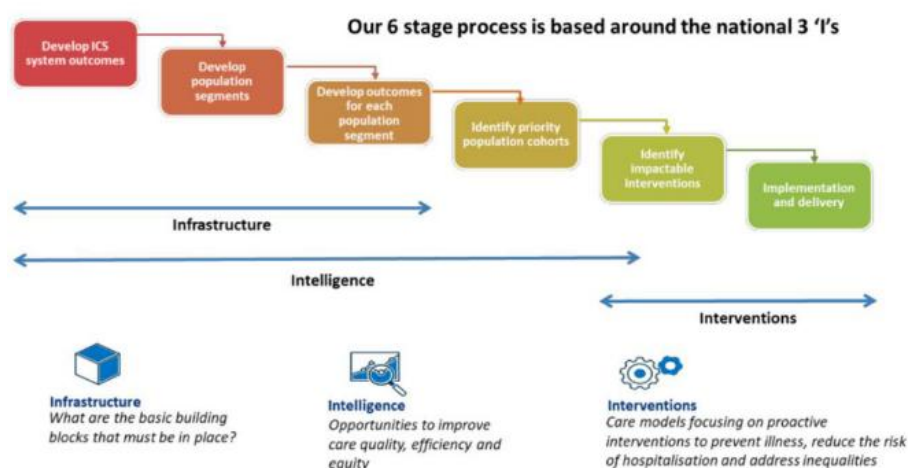 Our 6 stage process is based around the national 3 ‘I’s
Develop ICS
system outcomes
Develop
population
segments
Develop outcomes
for each
population
segment
Identify priority
population cohorts
Identify
impactable
Interventions
Implementation
and delivery
Infrastructure
Intelligence
Interventions
Infrastructure
What are the basic building
blocks that must be in place?
Intelligence
Opportunities to improve
care quality, efficiency and
equity
Interventions
Care models focusing on proactive
interventions to prevent illness, reduce the risk
of hospitalisation and address inequalities